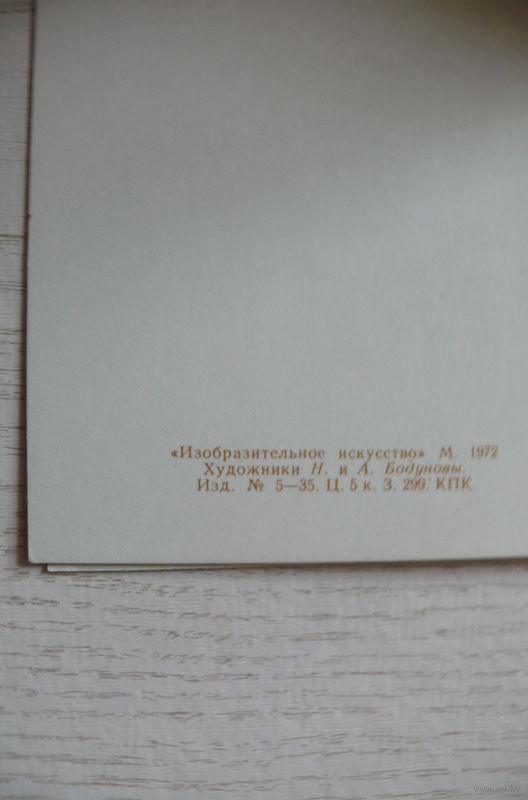 «Изобразительное искусство» М. 1972
Художники Н. и А. Бодуновы.
Изд. № 5—35. Ц. 5 к. З. 299. КПК